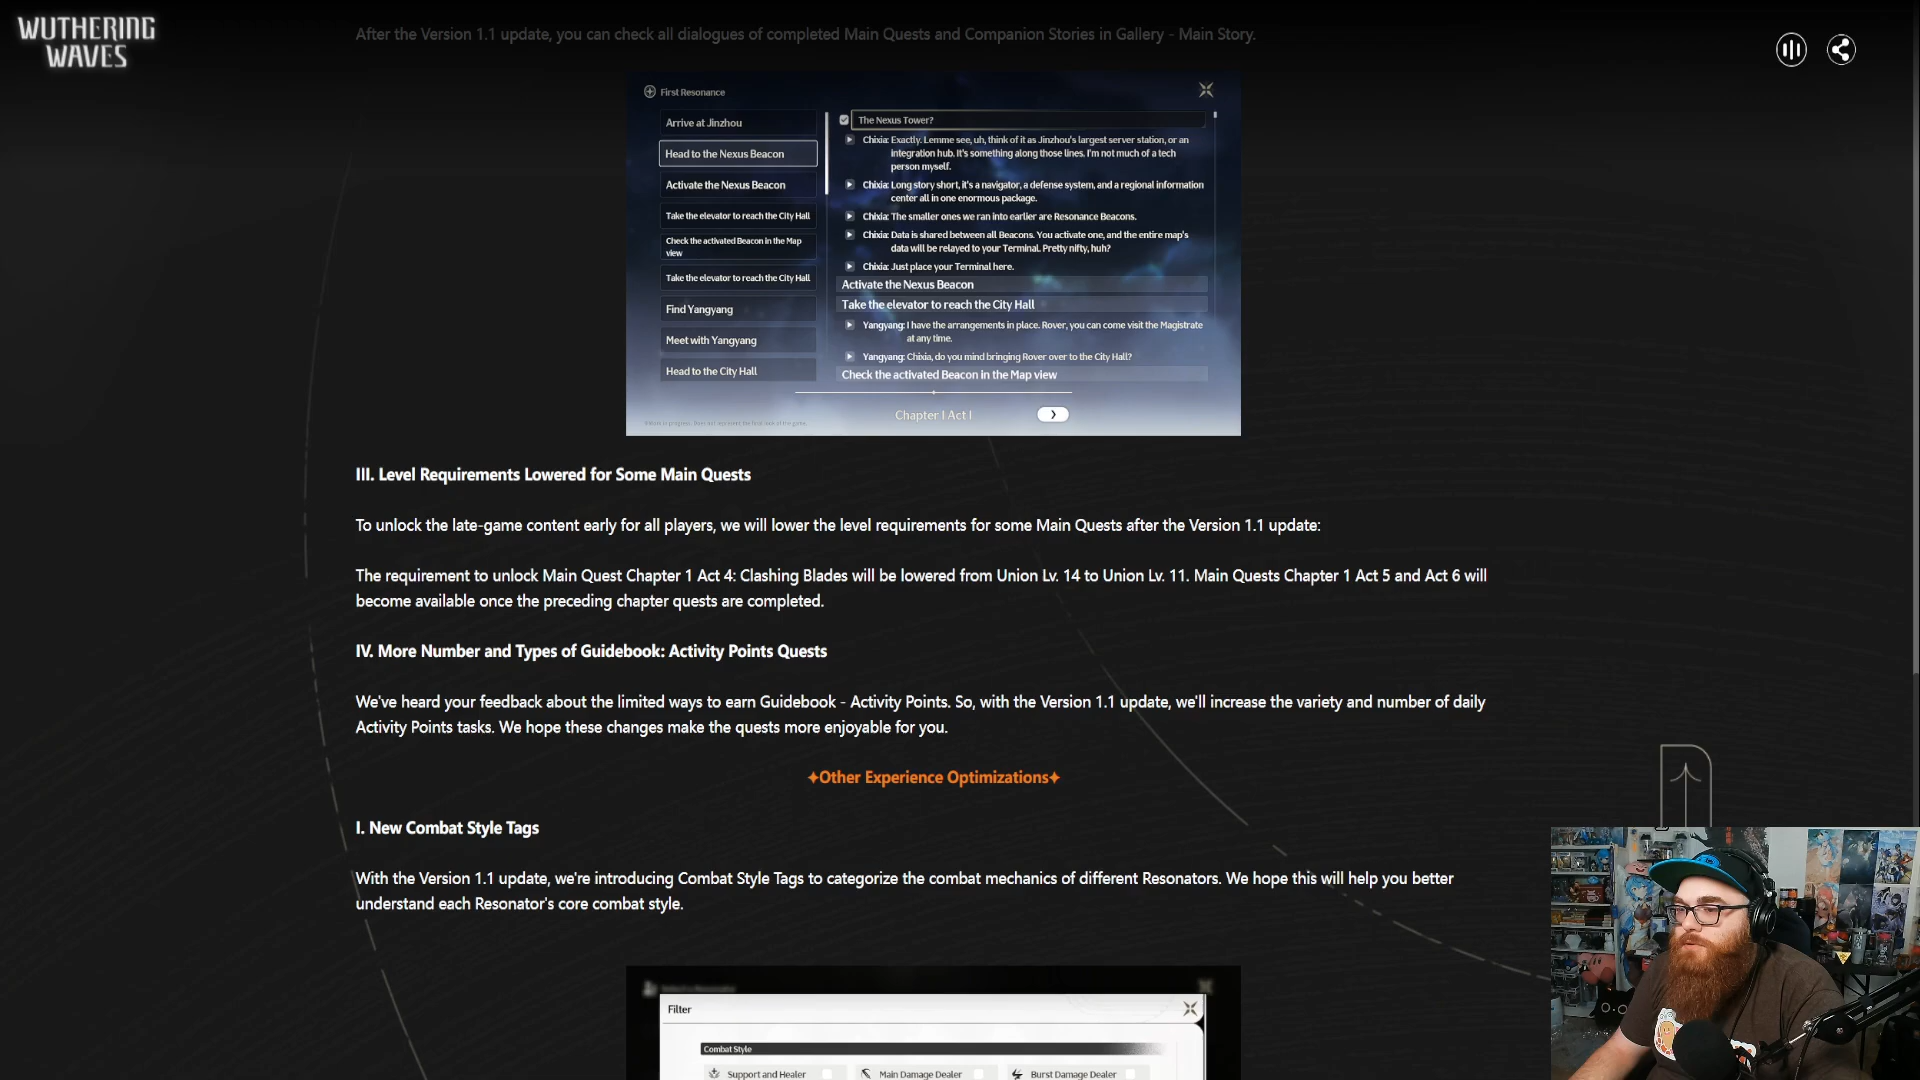 WUTHERING
WAVES
After the Version 1.1 update, you can check all dialogues of completed Main Quests and Companion Stories in Gallery - Main Story.
First Resonance
Arrive at Jinzhou
Head to the Nexus Beacon
Activate the Nexus Beacon
Take the elevator to reach the City Hall
Check the activated Beacon in the Map
view
Take the elevator to reach the City Hall
Find Yangyang
Meet with Yangyang
Head to the City Hall
The Nexus Tower?
Chixia: Exactly. Lemme see, uh, think of it as Jinzhou's largest server station, or an
integration hub. It's something along those lines. I'm not much of a tech
person myself.
Chixia: Long story short, it's a navigator, a defense system, and a regional information
center all in one enormous package.
Chixia: The smaller ones we ran into earlier are Resonance Beacons.
Chixia: Data is shared between all Beacons. You activate one, and the entire map's
data will be relayed to your Terminal. Pretty nifty, huh?
Chixia: Just place your Terminal here.
Activate the Nexus Beacon
Take the elevator to reach the City Hall
Yangyang: I have the arrangements in place. Rover, you can come visit the Magistrate
at any time.
Yangyang: Chixia, do you mind bringing Rover over to the City Hall?
Check the activated Beacon in the Map view
Chapter I Act I
III. Level Requirements Lowered for Some Main Quests
To unlock the late-game content early for all players, we will lower the level requirements for some Main Quests after the Version 1.1 update:
The requirement to unlock Main Quest Chapter 1 Act 4: Clashing Blades will be lowered from Union Lv. 14 to Union Lv. 11. Main Quests Chapter 1 Act 5 and Act 6 will
become available once the preceding chapter quests are completed.
IV. More Number and Types of Guidebook: Activity Points Quests
We've heard your feedback about the limited ways to earn Guidebook - Activity Points. So, with the Version 1.1 update, we'll increase the variety and number of daily
Activity Points tasks. We hope these changes make the quests more enjoyable for you.
✦Other Experience Optimizations✦
I. New Combat Style Tags
With the Version 1.1 update, we're introducing Combat Style Tags to categorize the combat mechanics of different Resonators. We hope this will help you better
understand each Resonator's core combat style.
Filter
Combat Style
Support and Healer
Main Damage Dealer
Burst Damage Dealer